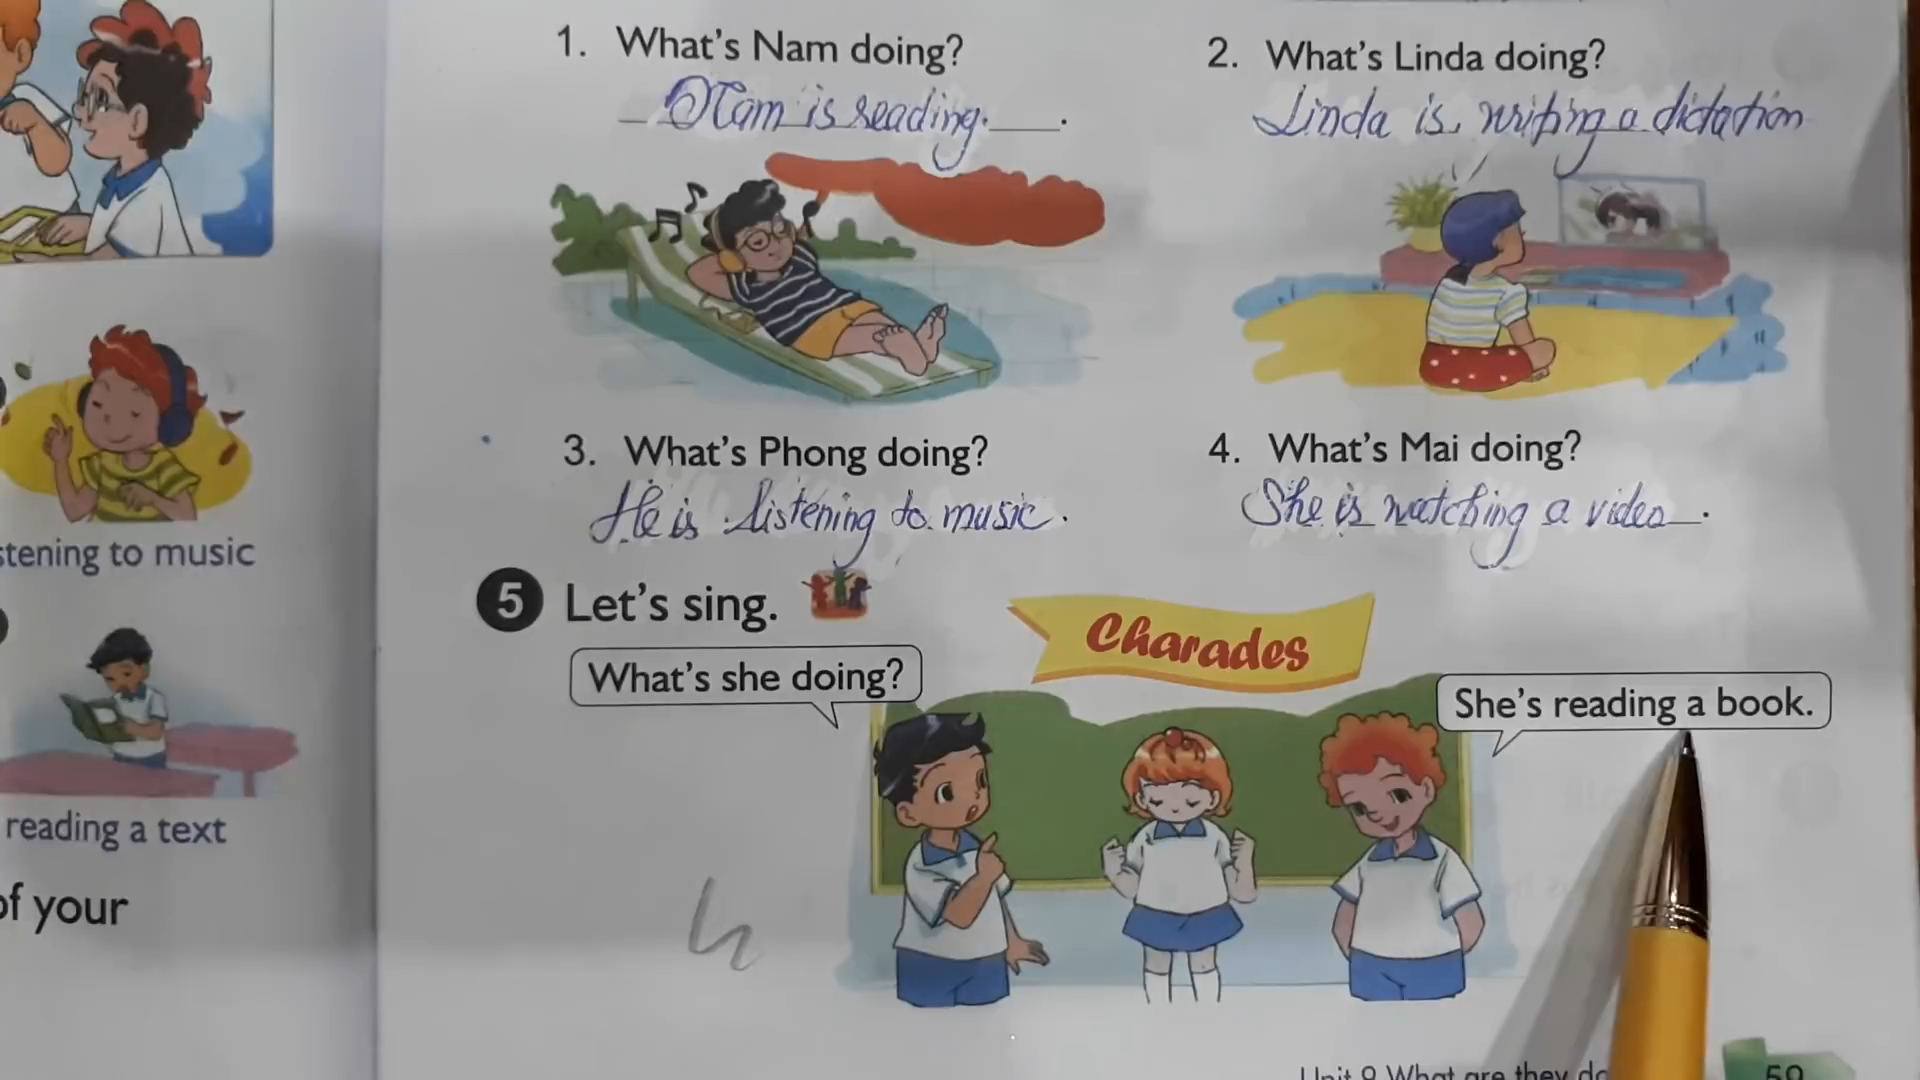 1. What's Nam doing?
Nam is reading.
2. What's Linda doing?
Linda is writing a dictation
3. What's Phong doing?
He is listening to music.
4. What's Mai doing?
She is watching a video.
stening to music
reading a text
of your
5 Let's sing.
Charades
What's she doing?
She's reading a book.
Unit 9 What are they do
59